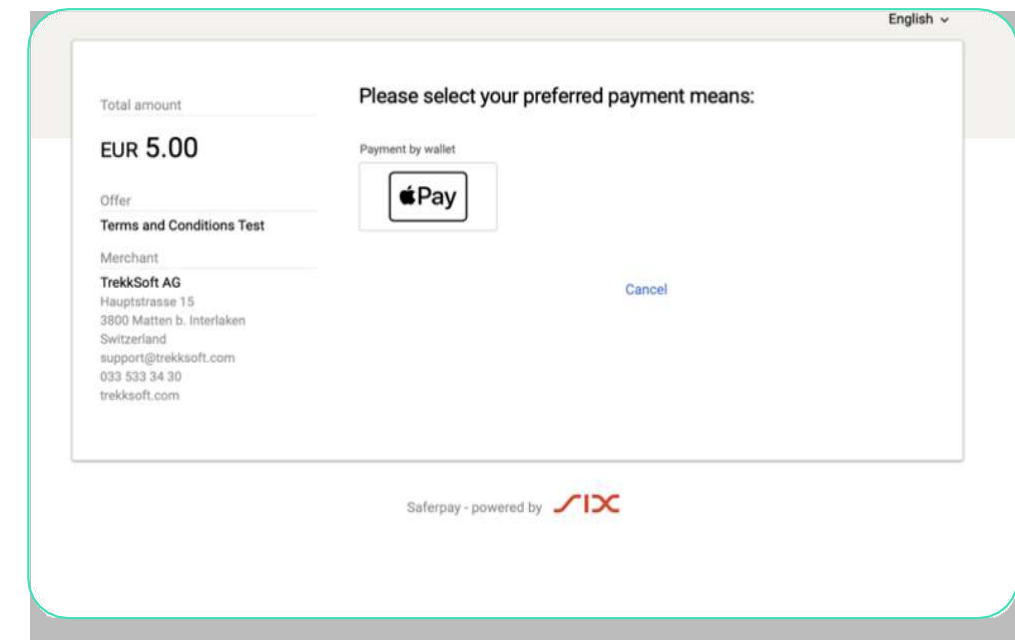 English
Total amount
EUR 5.00
Offer
Terms and Conditions Test
Merchant
TrekkSoft AG
Hauptstrasse 15
3800 Matten b. Interlaken
Switzerland
support@trekksoft.com
033 533 34 30
trekksoft.com
Please select your preferred payment means:
Payment by wallet
Pay
Cancel
Saferpay - powered by SIX